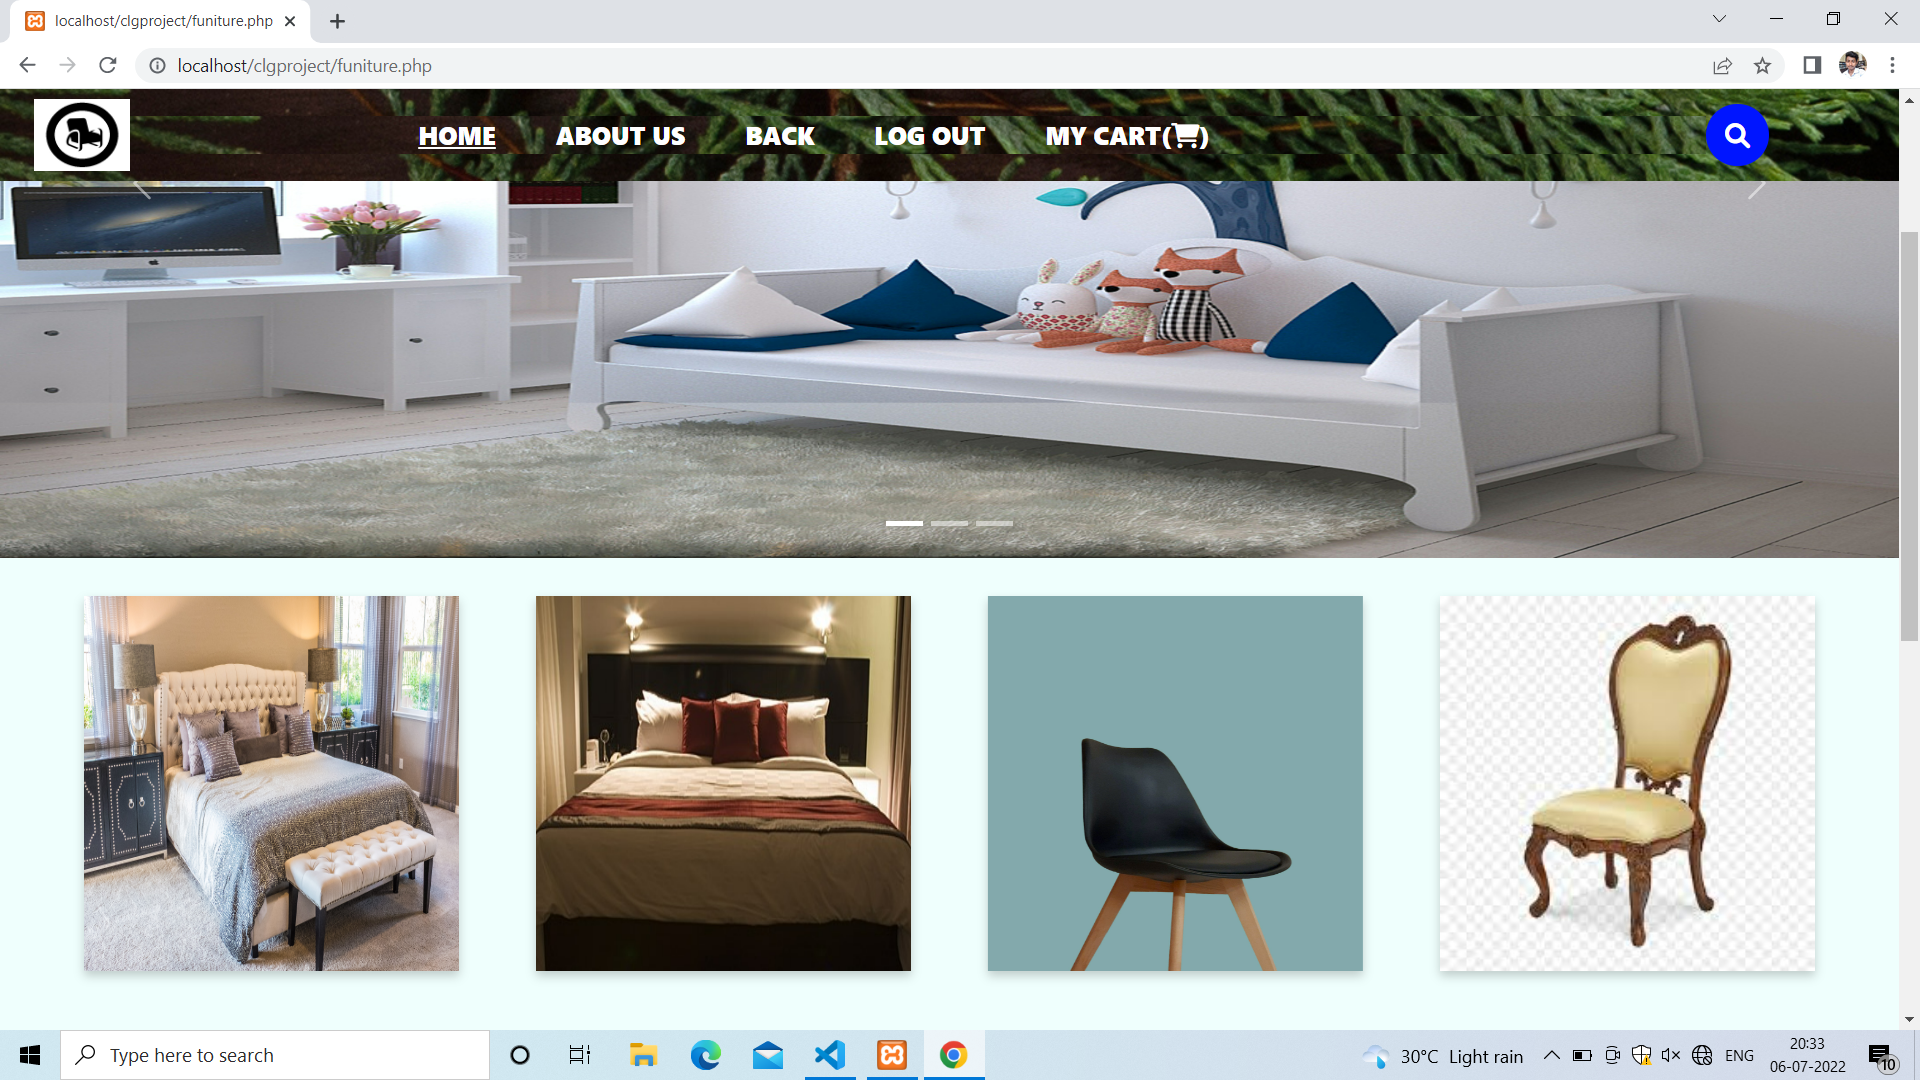 localhost/clgproject/funiture.php
localhost/clgproject/funiture.php
HOME ABOUT US BACK LOG OUT MY CART( )
Type here to search
30°C Light rain
ENG
20:33
06-07-2022
10